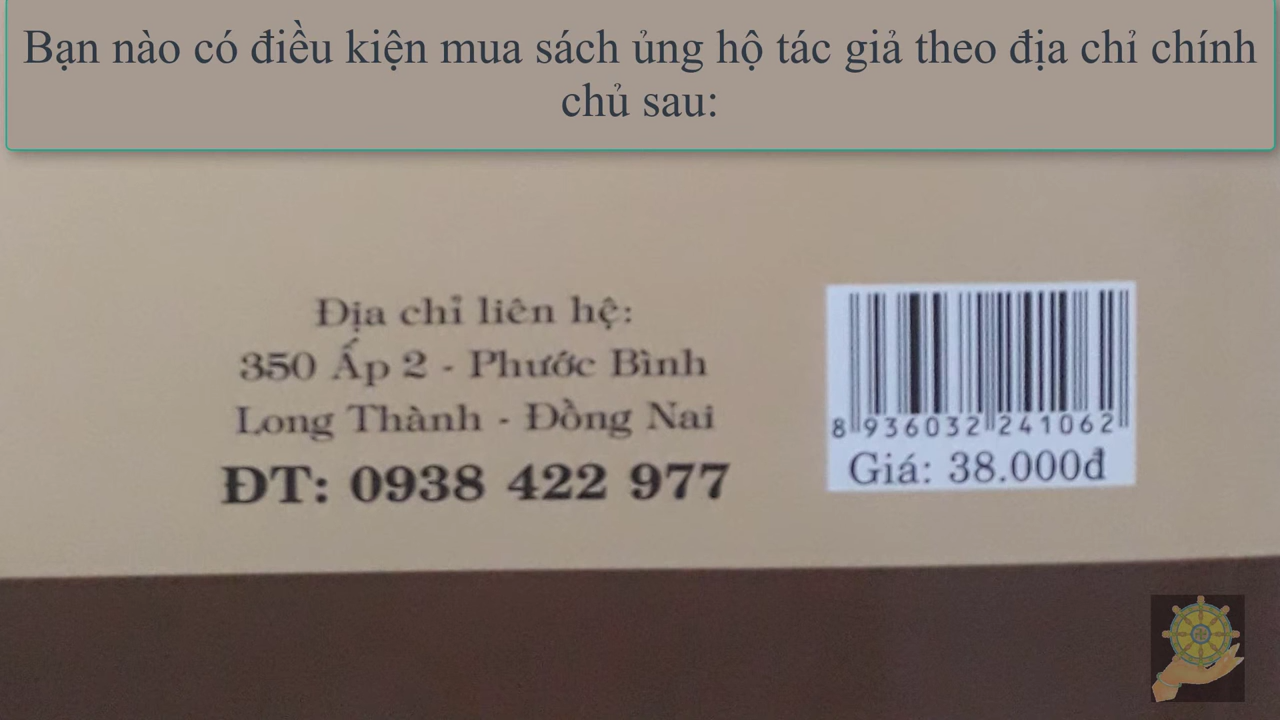 Bạn nào có điều kiện mua sách ủng hộ tác giả theo địa chỉ chính
chủ sau:
Địa chỉ liên hệ:
350 Ấp 2 - Phước Bình
Long Thành - Đồng Nai
ĐT: 0938 422 977
8 936032 241062
Giá: 38.000đ